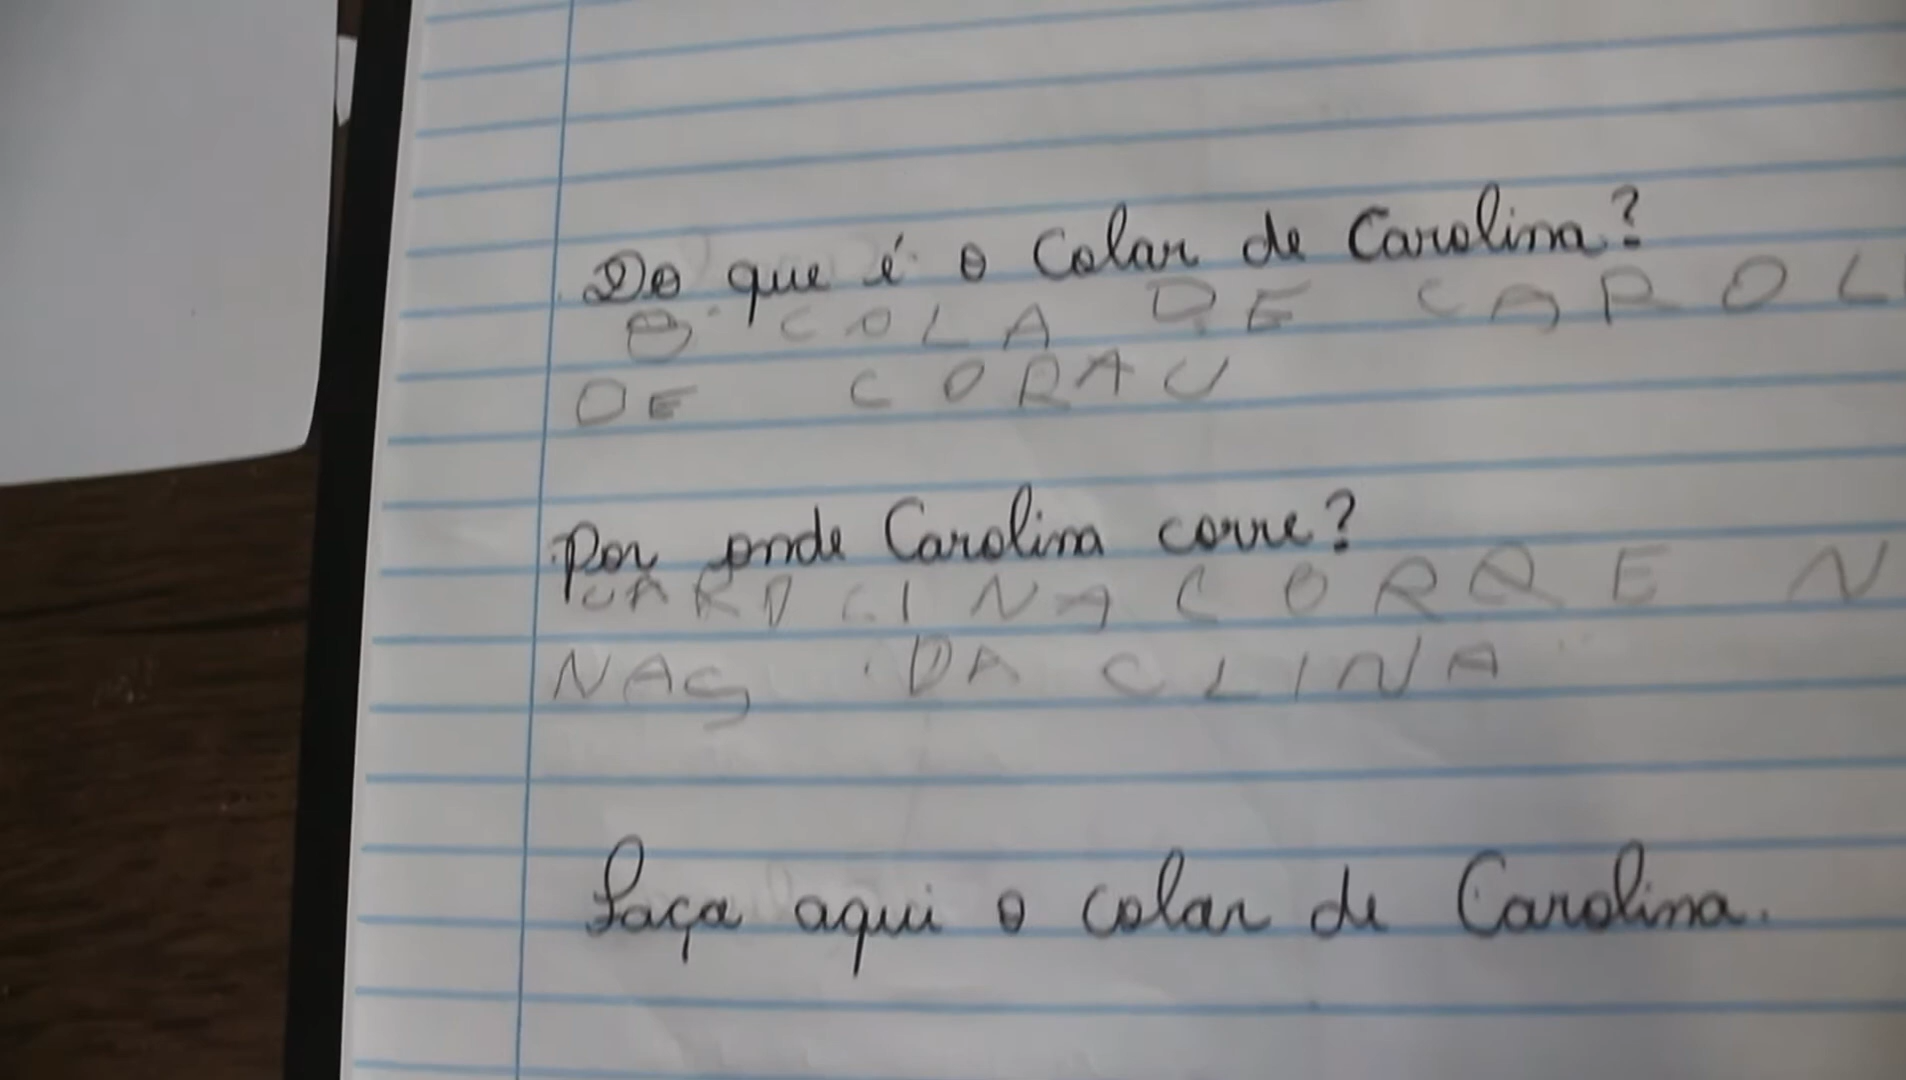 Do que é o Colar de Carolina?
O COLA DE CAROL
DE CORAU
Por onde Carolina corre?
CAROLINA CORRE N
NAS DA CLINA
Faça aqui o colar de Carolina.